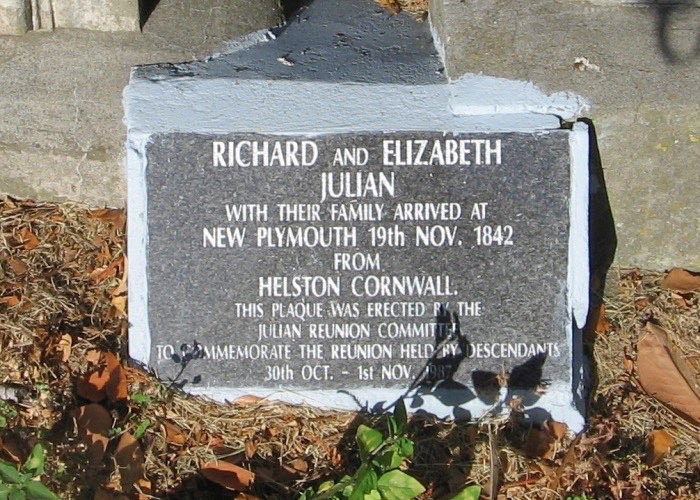 RICHARD AND ELIZABETH
JULIAN
WITH THEIR FAMILY ARRIVED AT
NEW PLYMOUTH 19th NOV. 1842
FROM
HELSTON CORNWALL.
THIS PLAQUE WAS ERECTED BY THE
JULIAN REUNION COMMITTEE
TO COMMEMORATE THE REUNION HELD BY DESCENDANTS
30th OCT. - 1st NOV.